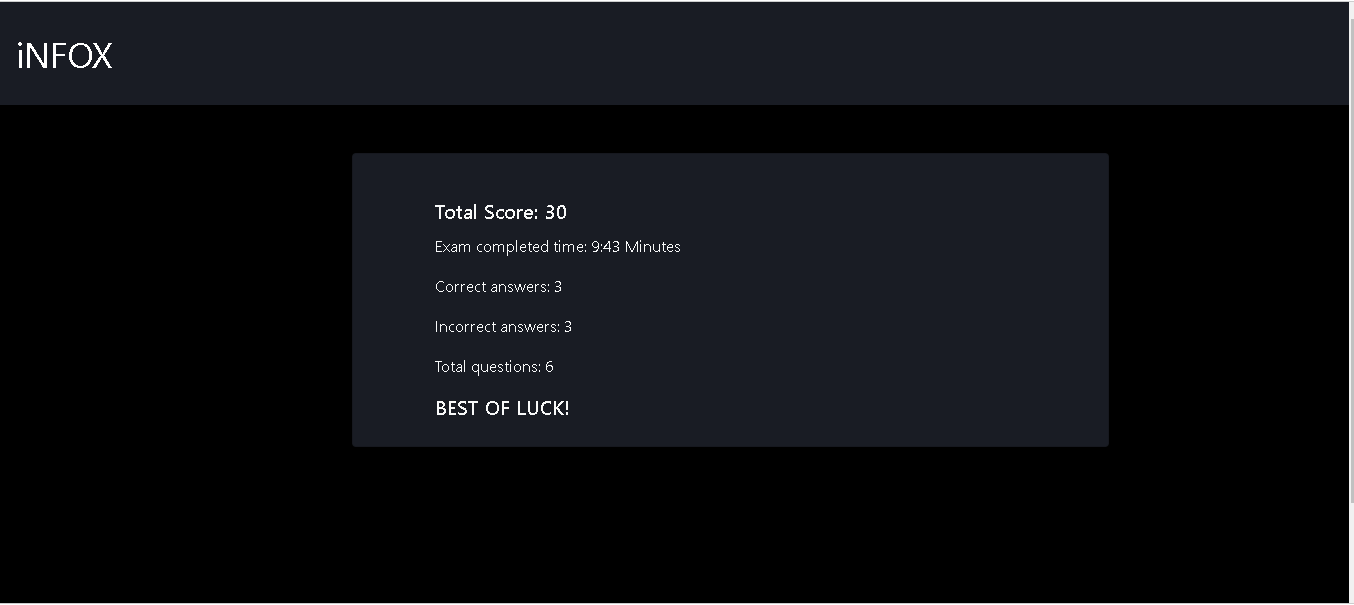 iNFOX
Total Score: 30
Exam completed time: 9:43 Minutes
Correct answers: 3
Incorrect answers: 3
Total questions: 6
BEST OF LUCK!